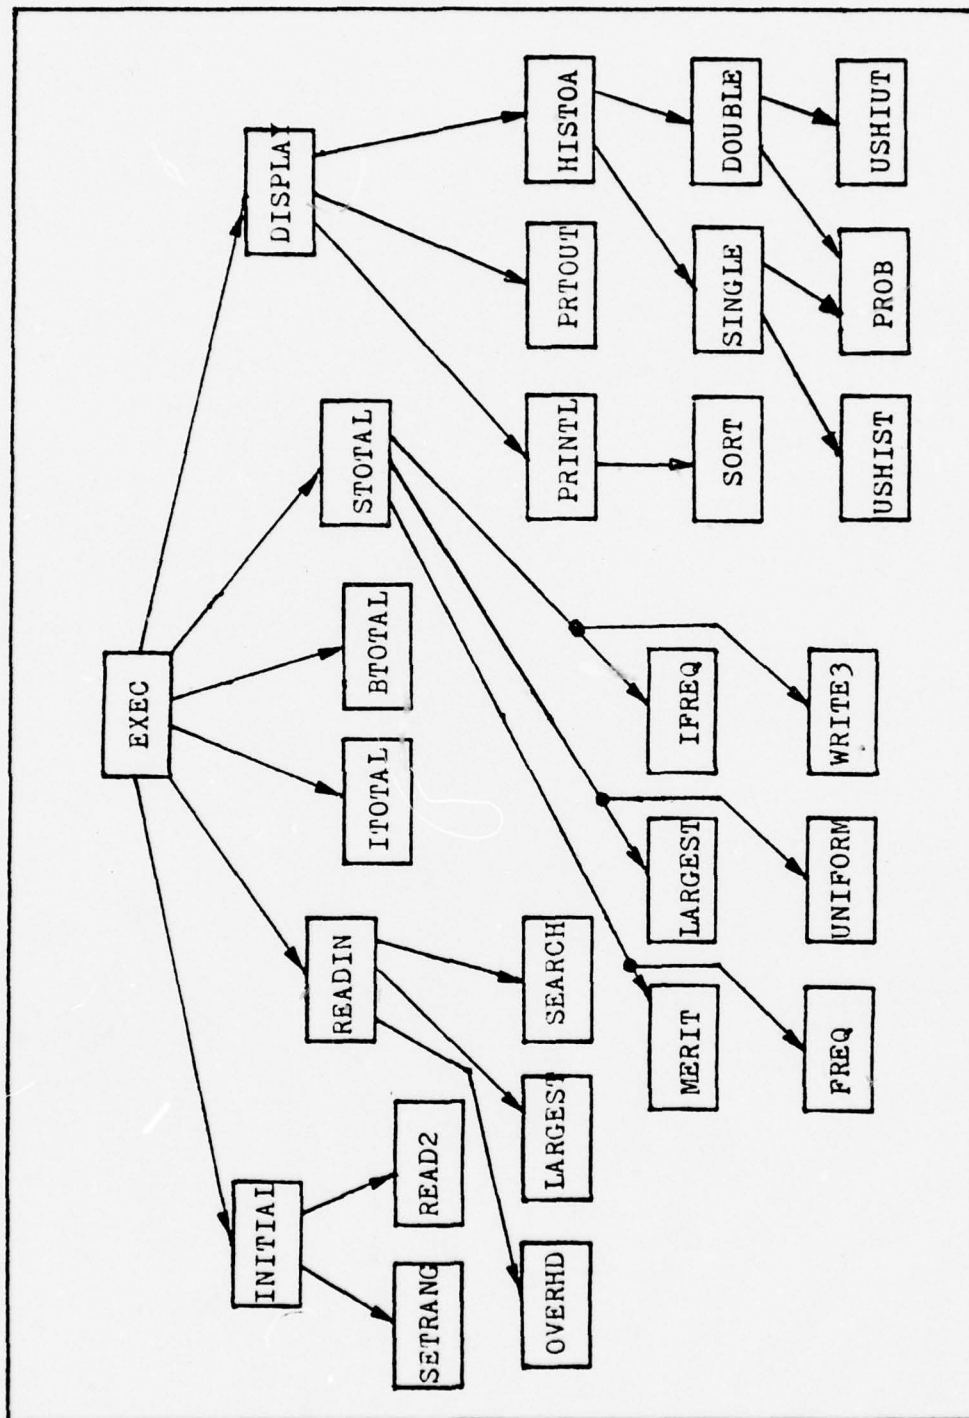 EXEC
INITIAL
READIN
ITOTAL
BTOTAL
STOTAL
DISPLAY
SETRANG
READ2
OVERHD
LARGEST
SEARCH
PRINTL
PRTOUT
HISTOA
MERIT
LARGEST
IFREQ
SORT
SINGLE
DOUBLE
FREQ
UNIFORM
WRITE3
USHIST
PROB
USHIUT